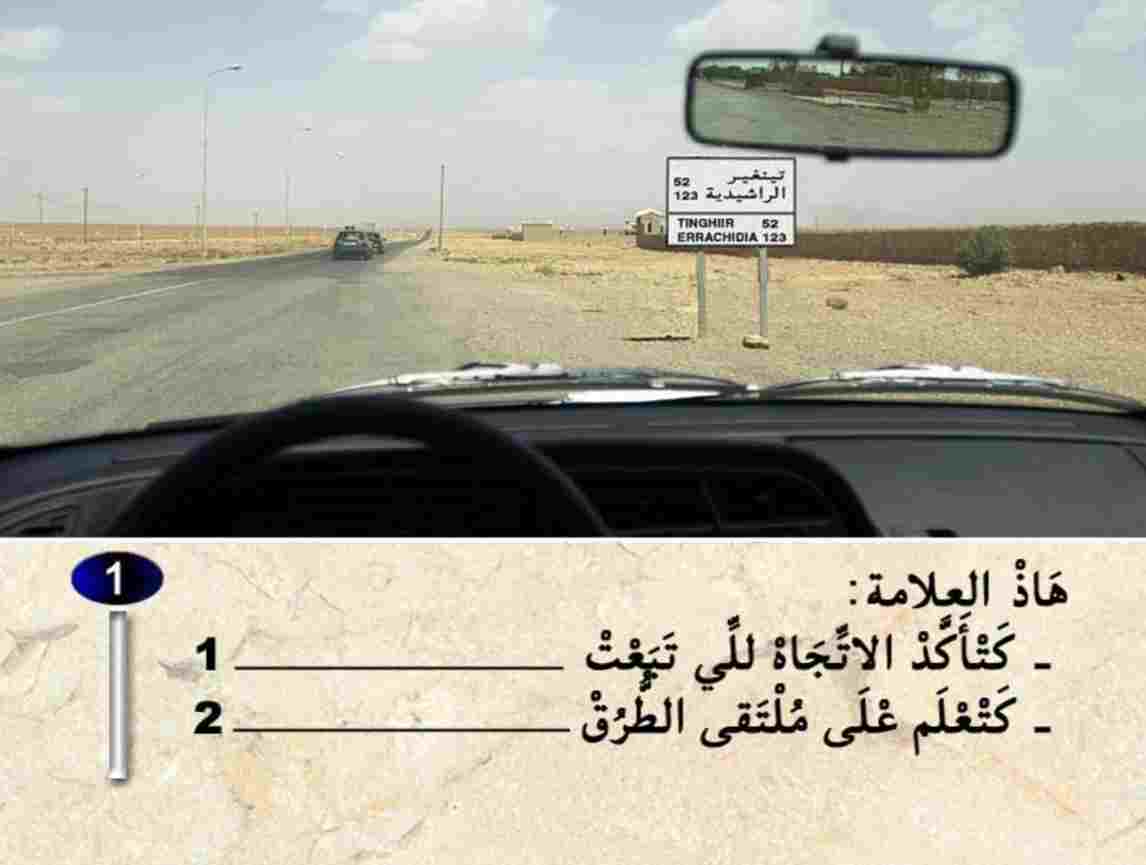 تينغير 52
الراشيدية 123
TINGHIIR 52
ERRACHIDIA 123
1
هَاذْ العلامة:
ـ كَتْأَكَّدْ الاتِّجَاهْ للِّي تَبَعْتْ 1
ـ كَتْعْلَم عْلَى مُلْتَقى الطُّرُقْ 2